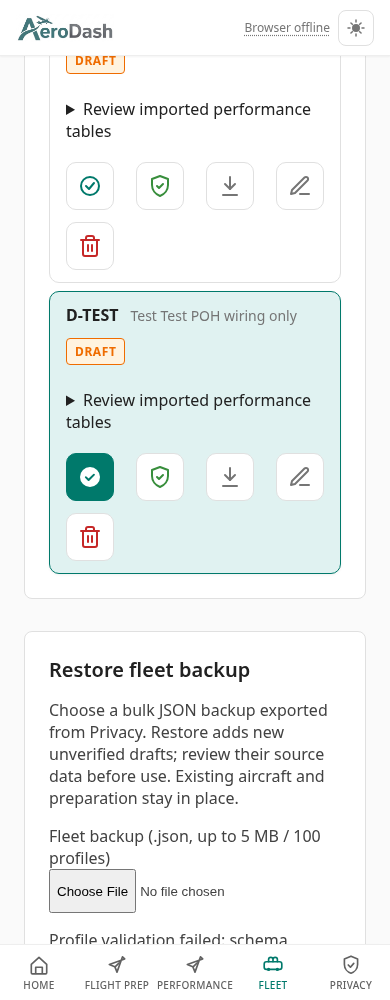 AeroDash
Browser offline
DRAFT
Review imported performance
tables
D-TEST Test Test POH wiring only
DRAFT
Review imported performance
tables
Restore fleet backup
Choose a bulk JSON backup exported
from Privacy. Restore adds new
unverified drafts; review their source
data before use. Existing aircraft and
preparation stay in place.
Fleet backup (.json, up to 5 MB / 100
profiles)
Choose File No file chosen
Profile validation failed: schema
HOME FLIGHT PREP PERFORMANCE FLEET PRIVACY